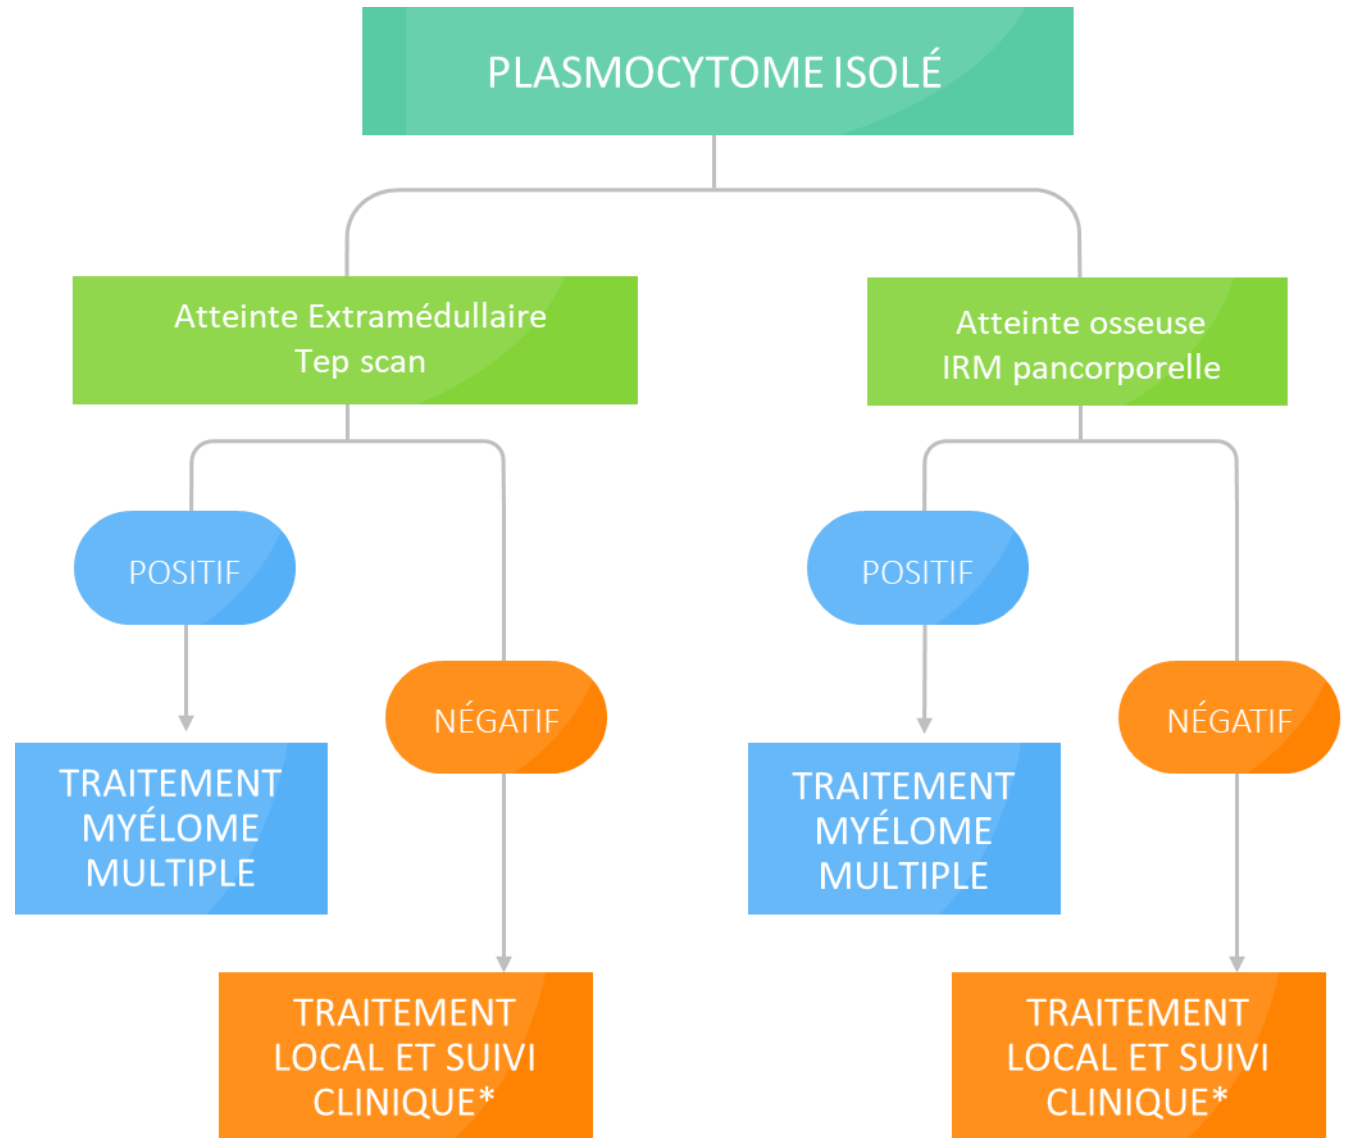 PLASMOCYTOME ISOLÉ
Atteinte Extramédullaire
Tep scan
Atteinte osseuse
IRM pancorporelle
POSITIF
NÉGATIF
POSITIF
NÉGATIF
TRAITEMENT
MYÉLOME
MULTIPLE
TRAITEMENT
MYÉLOME
MULTIPLE
TRAITEMENT
LOCAL ET SUIVI
CLINIQUE*
TRAITEMENT
LOCAL ET SUIVI
CLINIQUE*